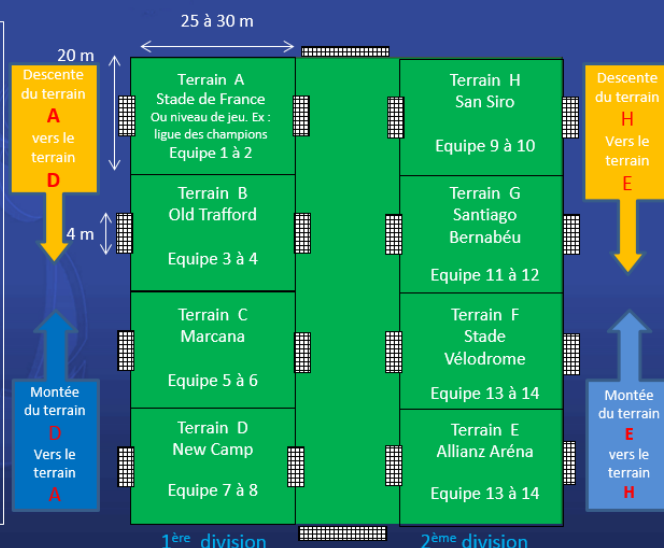 25 à 30 m
20 m
Descente
du terrain
A
vers le
terrain
D
Terrain A
Stade de France
Ou niveau de jeu. Ex :
ligue des champions
Equipe 1 à 2
Terrain H
San Siro
Equipe 9 à 10
Descente
du terrain
H
Vers le
terrain
E
4 m
Terrain B
Old Trafford
Equipe 3 à 4
Terrain G
Santiago
Bernabéu
Equipe 11 à 12
Terrain C
Marcana
Equipe 5 à 6
Terrain F
Stade
Vélodrome
Equipe 13 à 14
Montée
du terrain
D
Vers le
terrain
A
Terrain D
New Camp
Equipe 7 à 8
Terrain E
Allianz Aréna
Equipe 13 à 14
Montée
du terrain
E
vers le
terrain
H
1ère division
2ème division